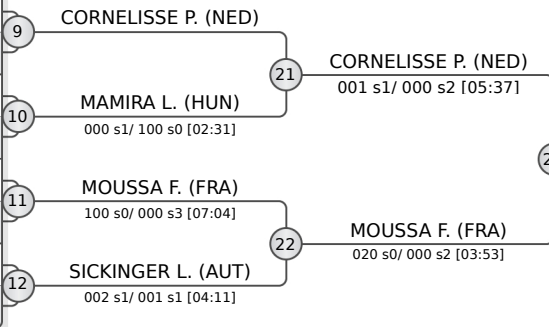 9
CORNELISSE P. (NED)
21
CORNELISSE P. (NED)
001 s1/ 000 s2 [05:37]
10
MAMIRA L. (HUN)
000 s1/ 100 s0 [02:31]
11
MOUSSA F. (FRA)
100 s0/ 000 s3 [07:04]
22
MOUSSA F. (FRA)
020 s0/ 000 s2 [03:53]
12
SICKINGER L. (AUT)
002 s1/ 001 s1 [04:11]